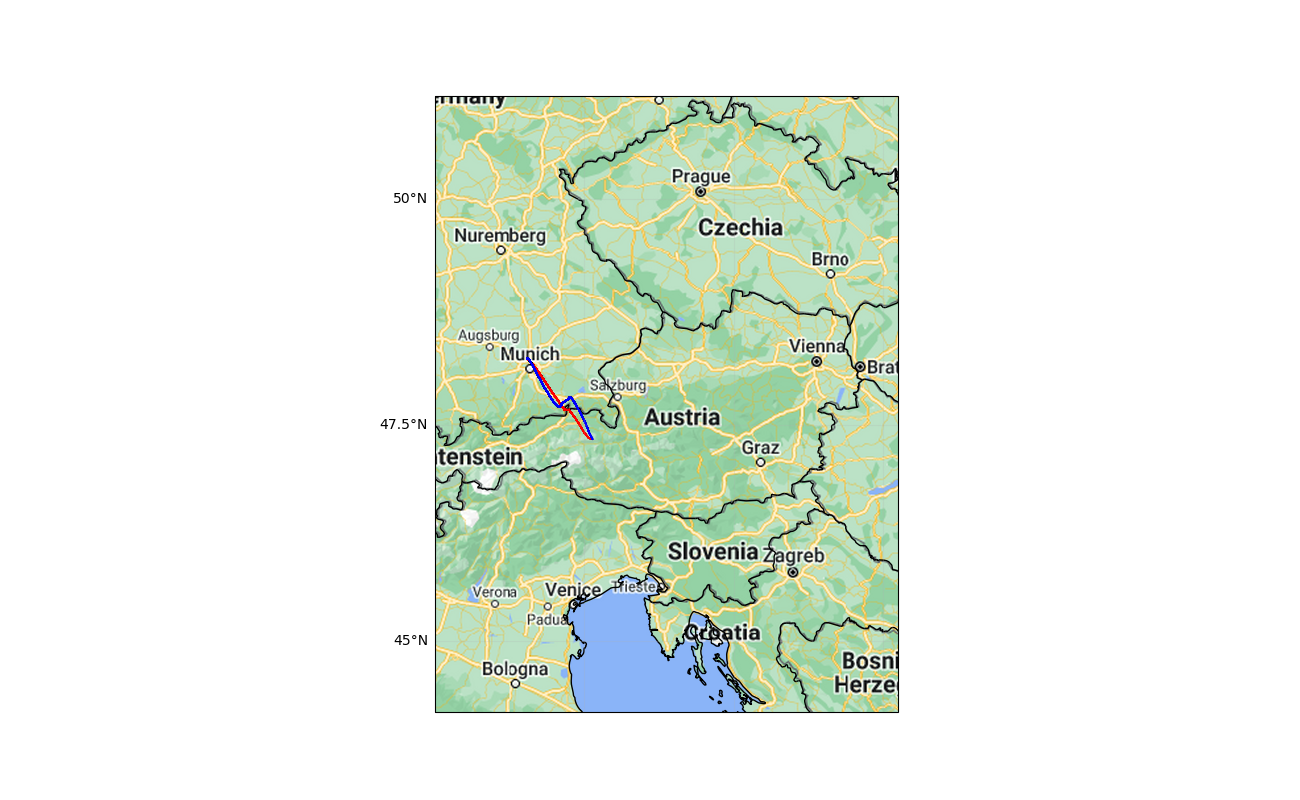 ermany
50°N
Prague
Czechia
Nuremberg
Brno
Augsburg
Munich
Vienna
Brat
Salzburg
47.5°N
Austria
Graz
tenstein
Slovenia
Zagreb
Verona
Venice
Trieste
Padua
45°N
Croatia
Bologna
Bosni
Herze